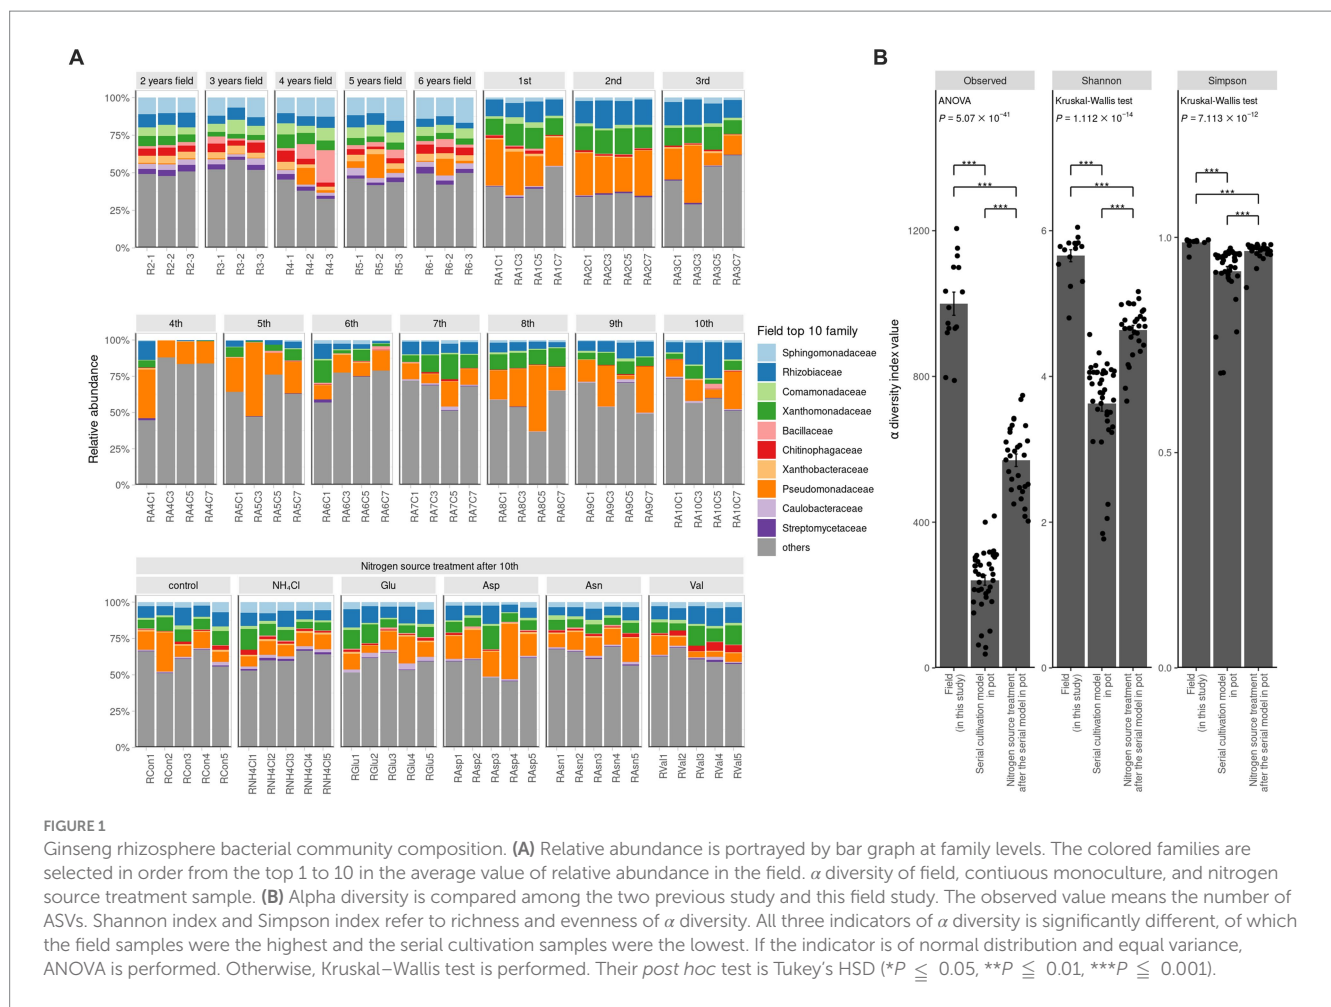 A
2 years field 3 years field 4 years field 5 years field 6 years field 1st 2nd 3rd
100%
75%
50%
25%
0%
R2-1 R2-2 R2-3 R3-1 R3-2 R3-3 R4-1 R4-2 R4-3 R5-1 R5-2 R5-3 R6-1 R6-2 R6-3 RA1C1 RA1C3 RA1C5 RA1C7 RA2C1 RA2C3 RA2C5 RA2C7 RA3C1 RA3C3 RA3C5 RA3C7
Relative abundance
4th 5th 6th 7th 8th 9th 10th
100%
75%
50%
25%
0%
RA4C1 RA4C3 RA4C5 RA4C7 RA5C1 RA5C3 RA5C5 RA5C7 RA6C1 RA6C3 RA6C5 RA6C7 RA7C1 RA7C3 RA7C5 RA7C7 RA8C1 RA8C3 RA8C5 RA8C7 RA9C1 RA9C3 RA9C5 RA9C7 RA10C1 RA10C3 RA10C5 RA10C7
Nitrogen source treatment after 10th
control NH₄Cl Glu Asp Asn Val
100%
75%
50%
25%
0%
RCon1 RCon2 RCon3 RCon4 RCon5 RNH4Cl1 RNH4Cl2 RNH4Cl3 RNH4Cl4 RNH4Cl5 RGlu1 RGlu2 RGlu3 RGlu4 RGlu5 RAsp1 RAsp2 RAsp3 RAsp4 RAsp5 RAsn1 RAsn2 RAsn3 RAsn4 RAsn5 RVal1 RVal2 RVal3 RVal4 RVal5
Field top 10 family
Sphingomonadaceae
Rhizobiaceae
Comamonadaceae
Xanthomonadaceae
Bacillaceae
Chitinophagaceae
Xanthobacteraceae
Pseudomonadaceae
Caulobacteraceae
Streptomycetaceae
others
B
α diversity index value
Observed
ANOVA
P = 5.07 × 10⁻⁴¹
***
***
***
1200
800
400
0
Field
(in this study)
Serial cultivation model
in pot
Nitrogen source treatment
after the serial model in pot
Shannon
Kruskal-Wallis test
P = 1.112 × 10⁻¹⁴
***
***
***
6
4
2
0
Field
(in this study)
Serial cultivation model
in pot
Nitrogen source treatment
after the serial model in pot
Simpson
Kruskal-Wallis test
P = 7.113 × 10⁻¹²
***
***
***
1.0
0.5
0.0
Field
(in this study)
Serial cultivation model
in pot
Nitrogen source treatment
after the serial model in pot
FIGURE 1
Ginseng rhizosphere bacterial community composition. (A) Relative abundance is portrayed by bar graph at family levels. The colored families are
selected in order from the top 1 to 10 in the average value of relative abundance in the field. α diversity of field, contiuous monoculture, and nitrogen
source treatment sample. (B) Alpha diversity is compared among the two previous study and this field study. The observed value means the number of
ASVs. Shannon index and Simpson index refer to richness and evenness of α diversity. All three indicators of α diversity is significantly different, of which
the field samples were the highest and the serial cultivation samples were the lowest. If the indicator is of normal distribution and equal variance,
ANOVA is performed. Otherwise, Kruskal–Wallis test is performed. Their post hoc test is Tukey's HSD (*P ≦ 0.05, **P ≦ 0.01, ***P ≦ 0.001).